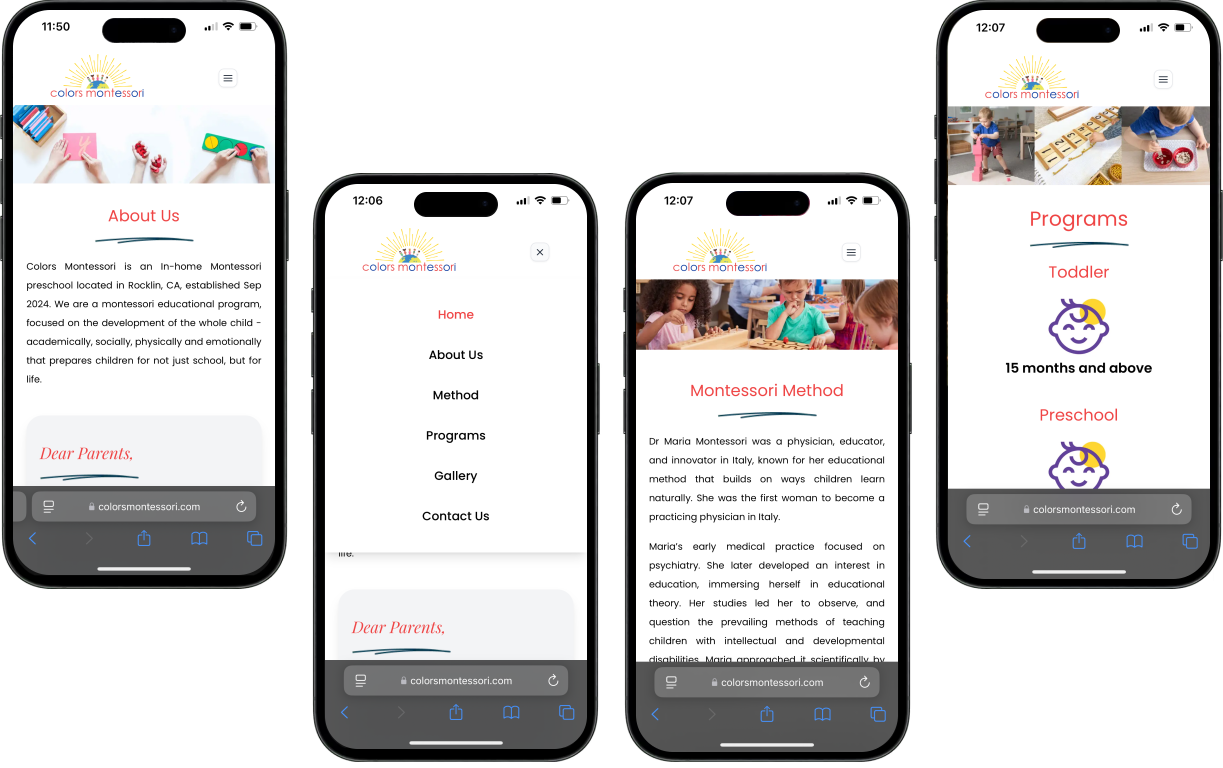 11:50
colors montessori
About Us
Colors Montessori is an In-home Montessori
preschool located in Rocklin, CA, established Sep
2024. We are a montessori educational program,
focused on the development of the whole child -
academically, socially, physically and emotionally
that prepares children for not just school, but for
life.
Dear Parents,
colorsmontessori.com
12:06
colors montessori
Home
About Us
Method
Programs
Gallery
Contact Us
life.
Dear Parents,
colorsmontessori.com
12:07
colors montessori
Montessori Method
Dr Maria Montessori was a physician, educator,
and innovator in Italy, known for her educational
method that builds on ways children learn
naturally. She was the first woman to become a
practicing physician in Italy.
Maria's early medical practice focused on
psychiatry. She later developed an interest in
education, immersing herself in educational
theory. Her studies led her to observe, and
question the prevailing methods of teaching
children with intellectual and developmental
disabilities. Maria approached it scientifically by
colorsmontessori.com
12:07
colors montessori
Programs
Toddler
15 months and above
Preschool
colorsmontessori.com